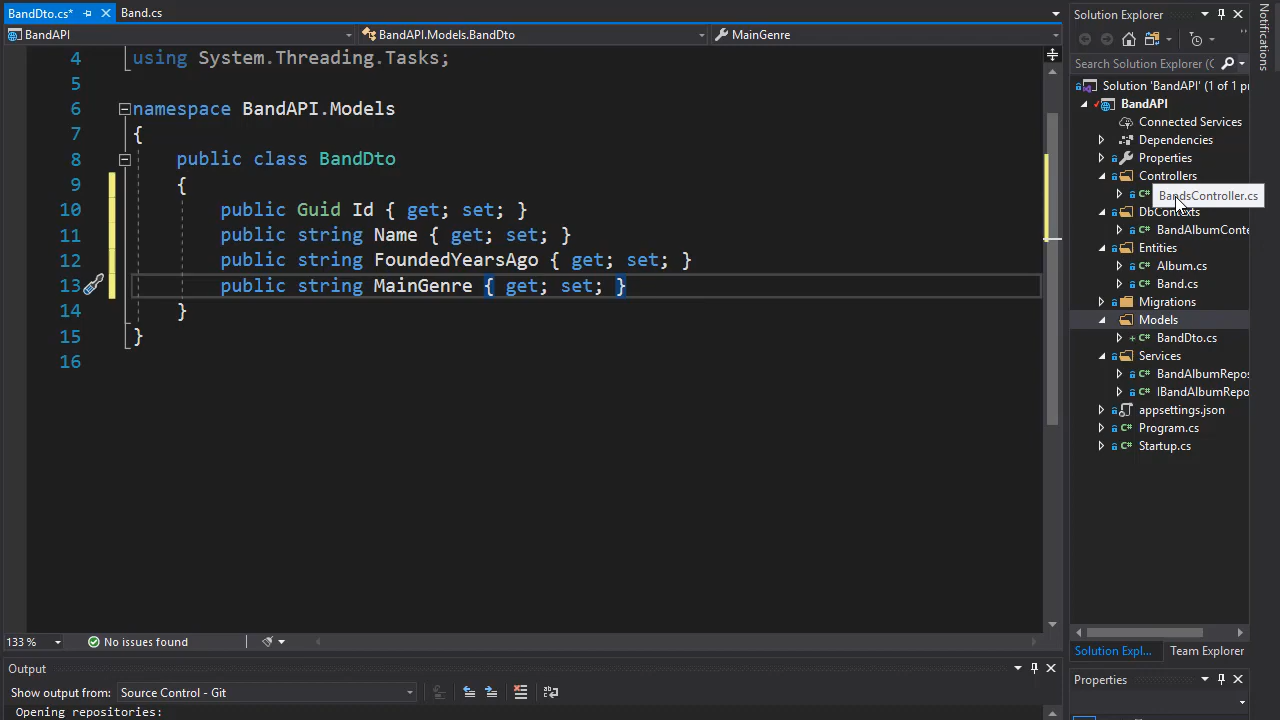 BandDto.cs*
Band.cs
BandAPI
BandAPI.Models.BandDto
MainGenre
4 using System.Threading.Tasks;
5
6 namespace BandAPI.Models
7 {
8 public class BandDto
9 {
10 public Guid Id { get; set; }
11 public string Name { get; set; }
12 public string FoundedYearsAgo { get; set; }
13 public string MainGenre { get; set; }
14 }
15 }
16
133 %
No issues found
Output
Show output from: Source Control - Git
Opening repositories:
Solution Explorer
Search Solution Explorer (C
Solution 'BandAPI' (1 of 1 p
BandAPI
Connected Services
Dependencies
Properties
Controllers
C# BandsController.cs
DbContexts
C# BandAlbumConte
Entities
C# Album.cs
C# Band.cs
Migrations
Models
+ C# BandDto.cs
Services
C# BandAlbumRepos
C# IBandAlbumRepo
appsettings.json
C# Program.cs
C# Startup.cs
Solution Expl...
Team Explorer
Properties
Notifications